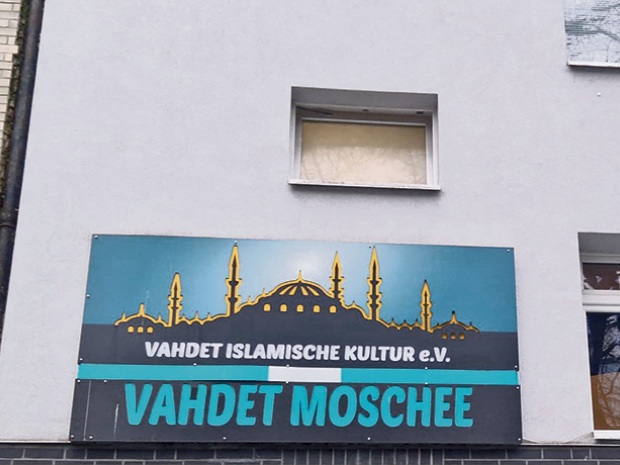 VAHDET ISLAMISCHE KULTUR e.V.
VAHDET MOSCHEE